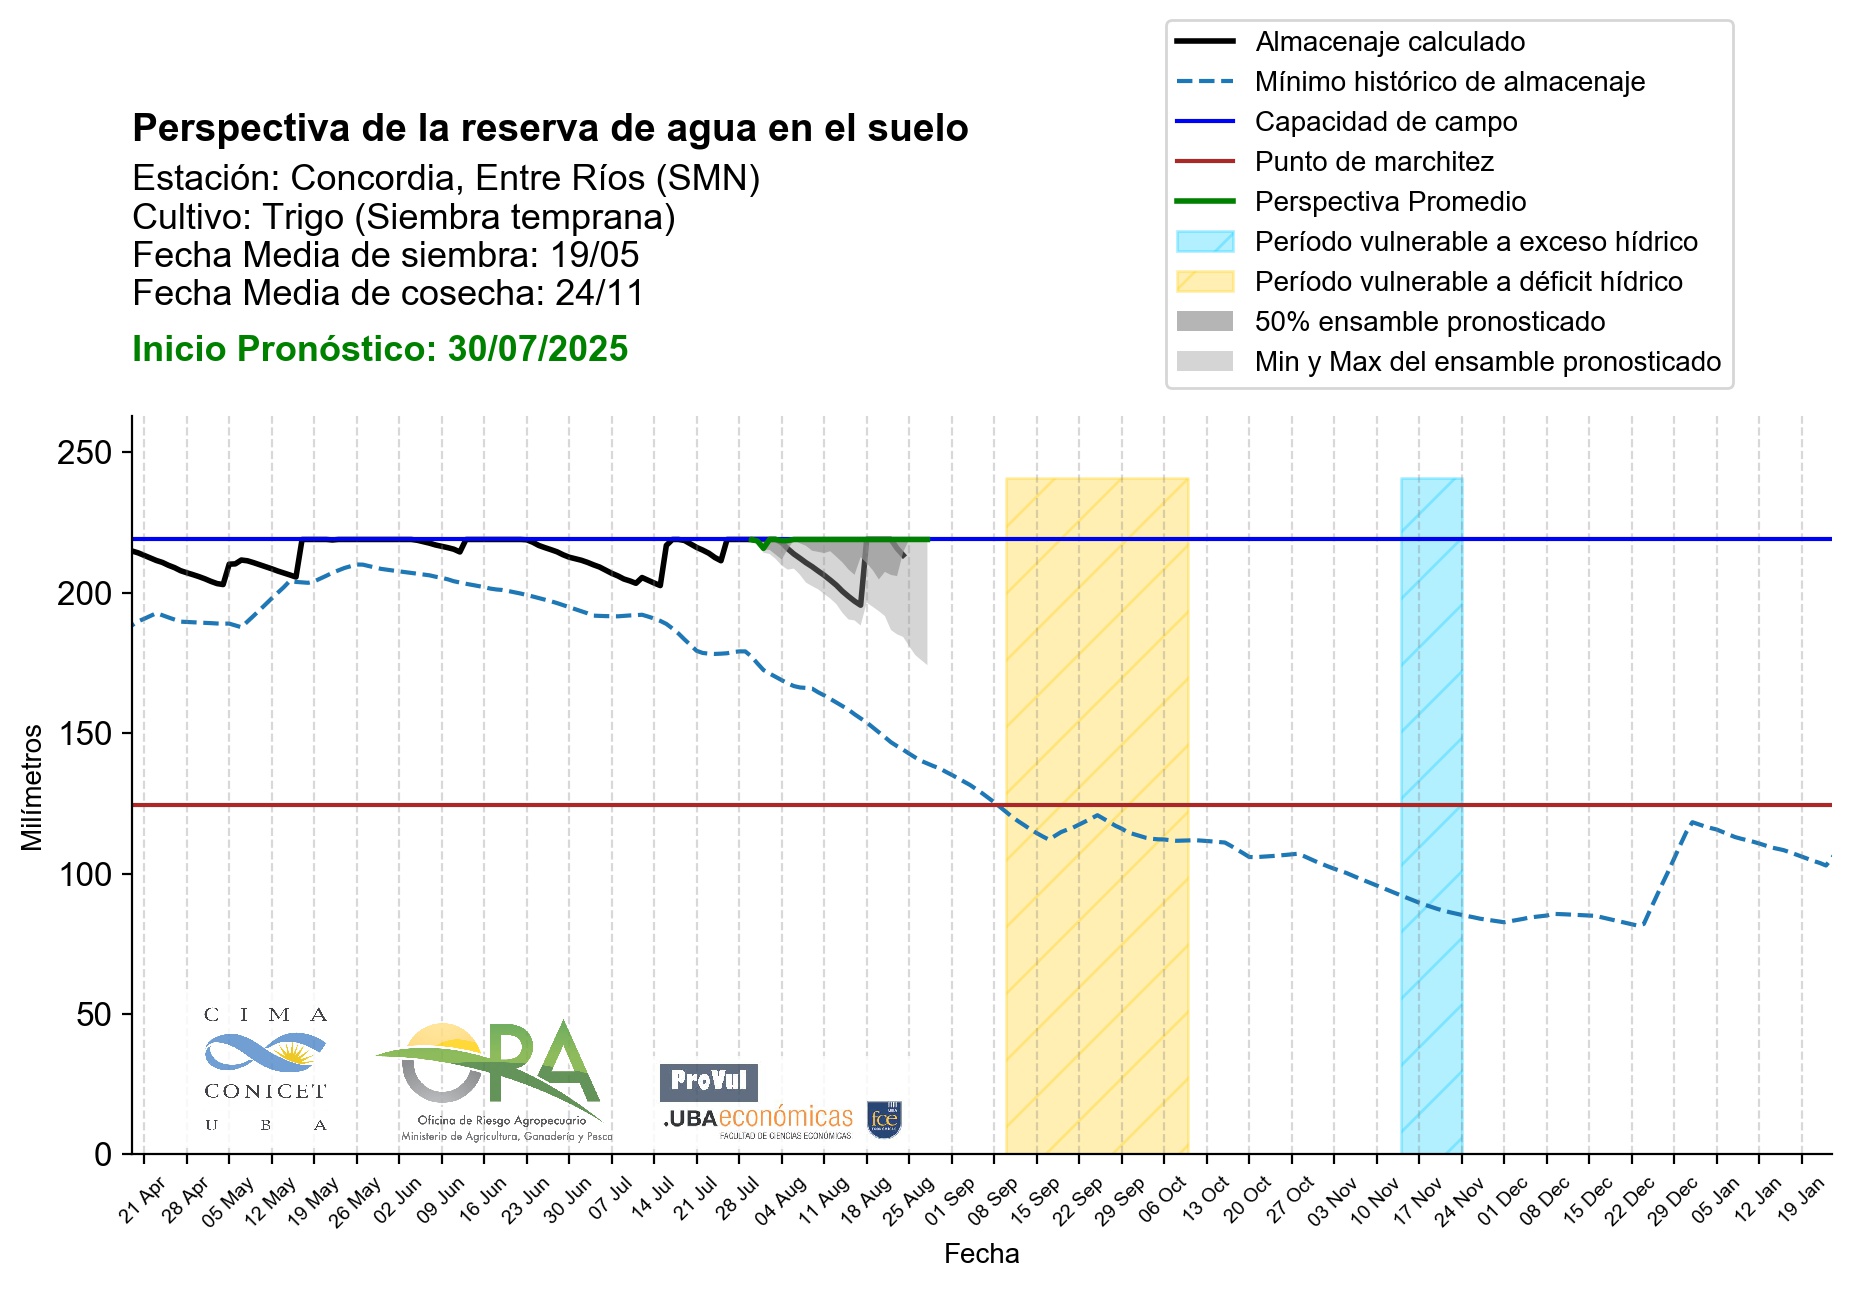 Almacenaje calculado
Mínimo histórico de almacenaje
Capacidad de campo
Punto de marchitez
Perspectiva Promedio
Período vulnerable a exceso hídrico
Período vulnerable a déficit hídrico
50% ensamble pronosticado
Min y Max del ensamble pronosticado
Perspectiva de la reserva de agua en el suelo
Estación: Concordia, Entre Ríos (SMN)
Cultivo: Trigo (Siembra temprana)
Fecha Media de siembra: 19/05
Fecha Media de cosecha: 24/11
Inicio Pronóstico: 30/07/2025
Milímetros
250
200
150
100
50
0
CIMA
CONICET
UBA
ORA
Oficina de Riesgo Agropecuario
Ministerio de Agricultura, Ganadería y Pesca
ProVul
.UBAeconómicas
FACULTAD DE CIENCIAS ECONÓMICAS
fce
21 Apr
28 Apr
05 May
12 May
19 May
26 May
02 Jun
09 Jun
16 Jun
23 Jun
30 Jun
07 Jul
14 Jul
21 Jul
28 Jul
04 Aug
11 Aug
18 Aug
25 Aug
01 Sep
08 Sep
15 Sep
22 Sep
29 Sep
06 Oct
13 Oct
20 Oct
27 Oct
03 Nov
10 Nov
17 Nov
24 Nov
01 Dec
08 Dec
15 Dec
22 Dec
29 Dec
05 Jan
12 Jan
19 Jan
Fecha